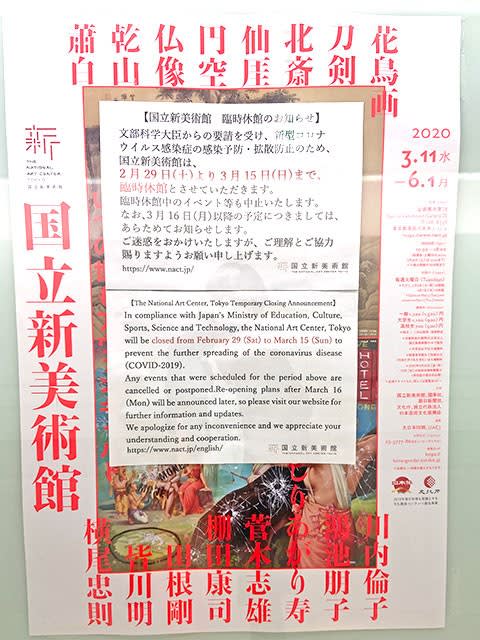 花鳥画
刀剣
北斎
仙厓
円空
仏像
乾山
蕭白
新
THE
NATIONAL
ART CENTER
TOKYO
国立新美術館
国立新美術館
2020
3.11水
—6.1月
【国立新美術館　臨時休館のお知らせ】
文部科学大臣からの要請を受け、新型コロナ
ウイルス感染症の感染予防・拡散防止のため、
国立新美術館は、
2月29日(土)より3月15日(日)まで、
臨時休館とさせていただきます。
臨時休館中のイベント等も中止いたします。
なお、3月16日(月)以降の予定につきましては、
あらためてお知らせします。
ご迷惑をおかけいたしますが、ご理解とご協力
賜りますようお願い申し上げます。
https://www.nact.jp/
国立新美術館
【The National Art Center, Tokyo Temporary Closing Announcement】
In compliance with Japan's Ministry of Education, Culture,
Sports, Science and Technology, the National Art Center, Tokyo
will be closed from February 29 (Sat) to March 15 (Sun) to
prevent the further spreading of the coronavirus disease
(COVID-2019).
Any events that were scheduled for the period above are
cancelled or postponed.Re-opening plans after March 16
(Mon) will be announced later, so please visit our website for
further information and updates.
We apologize for any inconvenience and we appreciate your
understanding and cooperation.
https://www.nact.jp/english/
国立新美術館
HOTEL
川内倫子
鴻池朋子
しりあがり寿
菅木志雄
棚田康司
田根剛
皆川明
横尾忠則